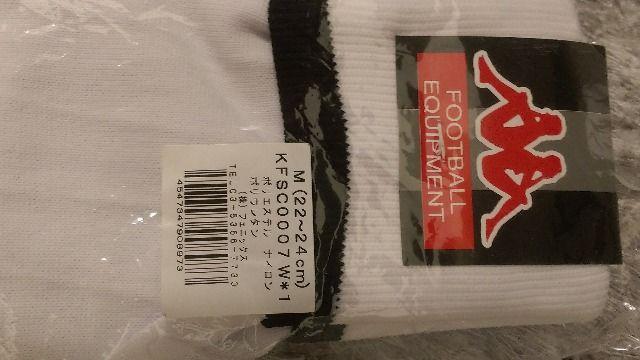 FOOTBALL
EQUIPMENT
M(22~24cm)
KFSC0007W*1
ポリエステル ナイロン
ポリウレタン
(株)フェニックス
4547347908973